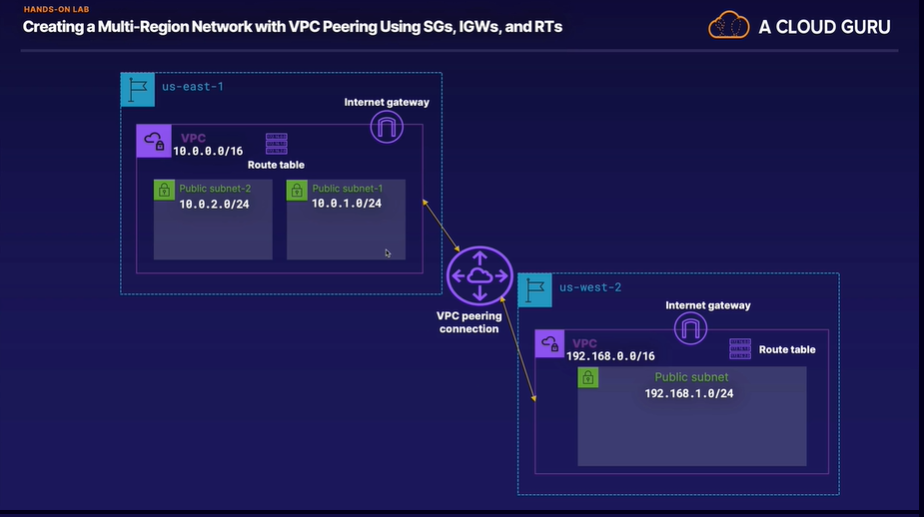 HANDS-ON LAB
Creating a Multi-Region Network with VPC Peering Using SGs, IGWs, and RTs
A CLOUD GURU
us-east-1
Internet gateway
VPC
10.0.0.0/16
Route table
Public subnet-2
10.0.2.0/24
Public subnet-1
10.0.1.0/24
VPC peering
connection
us-west-2
Internet gateway
VPC
192.168.0.0/16
Route table
Public subnet
192.168.1.0/24